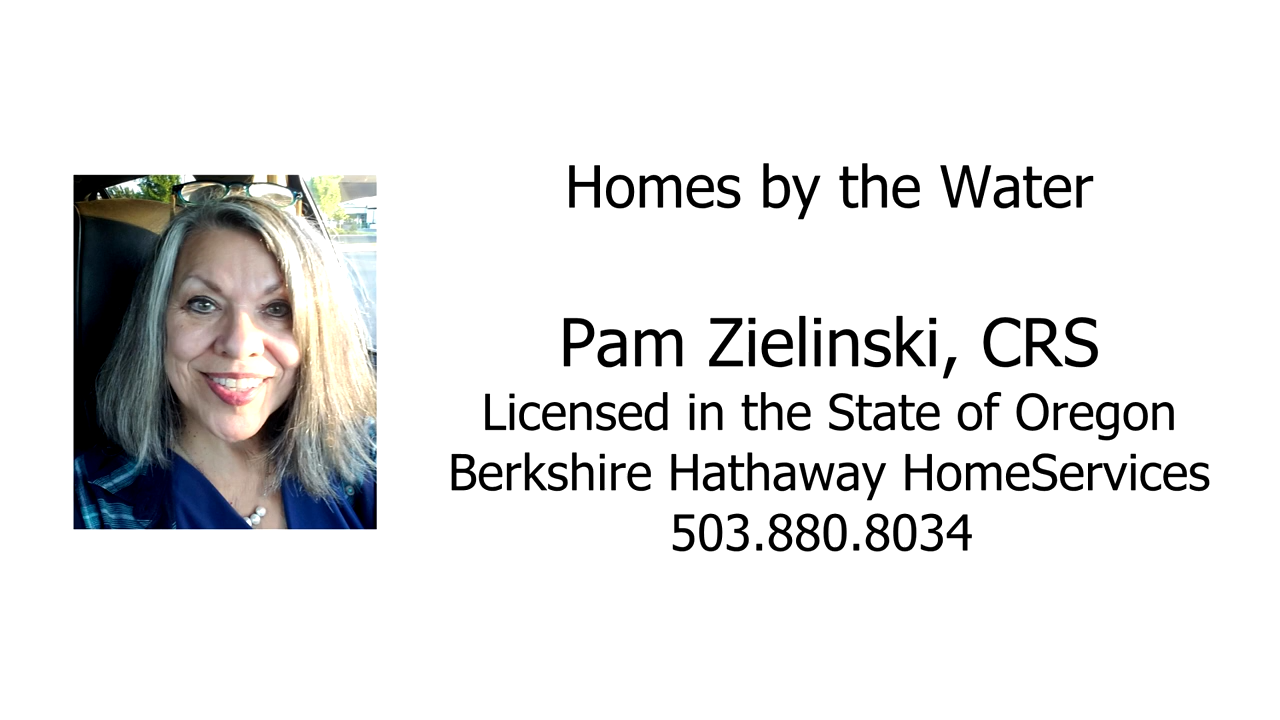 Homes by the Water
Pam Zielinski, CRS
Licensed in the State of Oregon
Berkshire Hathaway HomeServices
503.880.8034